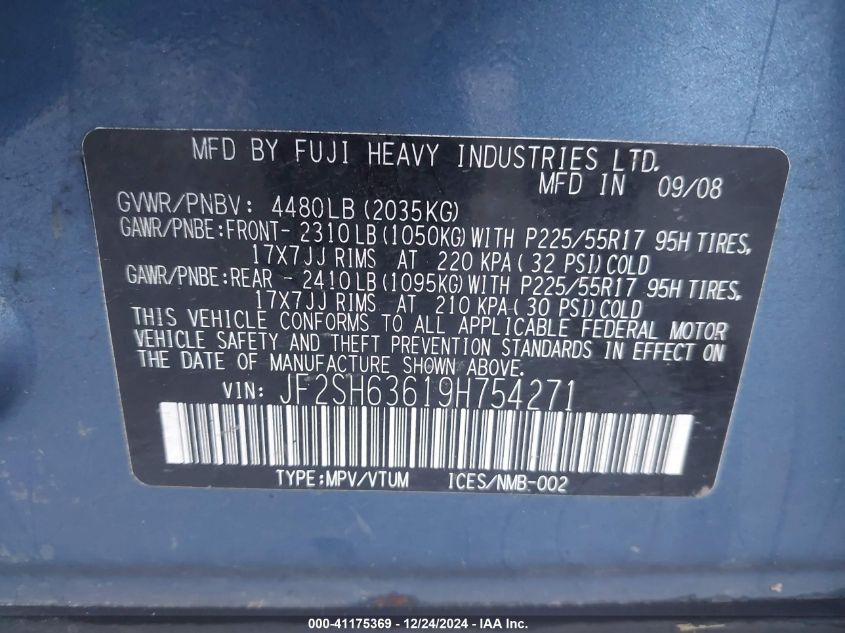 MFD BY FUJI HEAVY INDUSTRIES LTD.
MFD IN 09/08
GVWR/PNBV: 4480LB (2035KG)
GAWR/PNBE:FRONT- 2310LB (1050KG) WITH P225/55R17 95H TIRES,
17X7JJ RIMS AT 220 KPA( 32 PSI) COLD
GAWR/PNBE:REAR - 2410LB (1095KG) WITH P225/55R17 95H TIRES,
17X7JJ RIMS AT 210 KPA( 30 PSI) COLD
THIS VEHICLE CONFORMS TO ALL APPLICABLE FEDERAL MOTOR
VEHICLE SAFETY AND THEFT PREVENTION STANDARDS IN EFFECT ON
THE DATE OF MANUFACTURE SHOWN ABOVE.
VIN: JF2SH63619H754271
TYPE:MPV/VTUM ICES/NMB-002
000-41175369 - 12/24/2024 - IAA Inc.